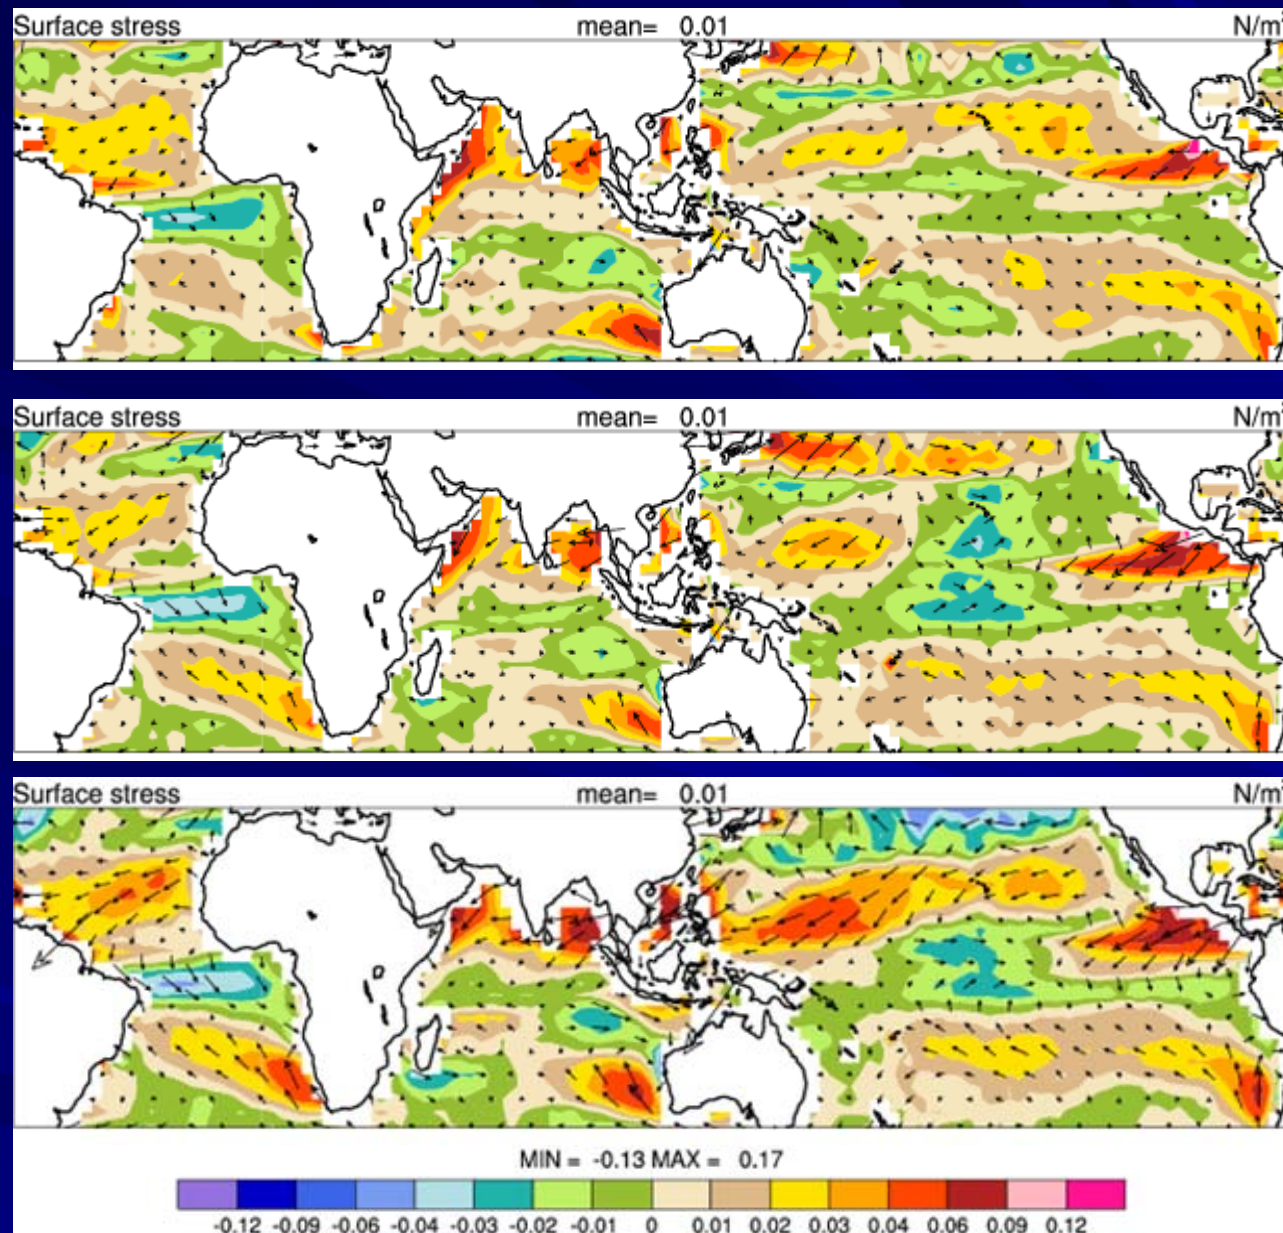 Surface stress mean= 0.01 N/m²
Surface stress mean= 0.01 N/m
Surface stress mean= 0.01 N/m
MIN = -0.13 MAX = 0.17
-0.12 -0.09 -0.06 -0.04 -0.03 -0.02 -0.01 0 0.01 0.02 0.03 0.04 0.06 0.09 0.12